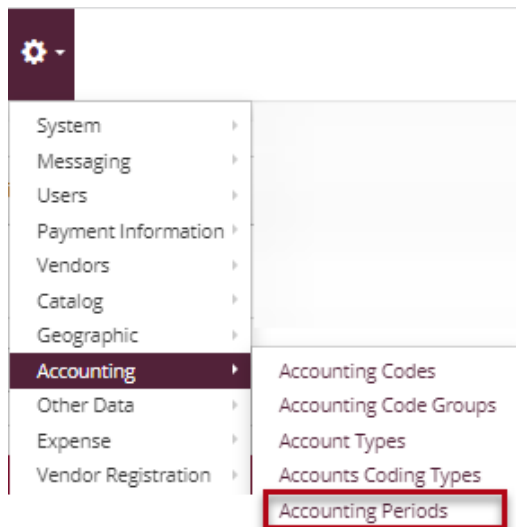 System
Messaging
Users
Payment Information
Vendors
Catalog
Geographic
Accounting
Other Data
Expense
Vendor Registration
Accounting Codes
Accounting Code Groups
Account Types
Accounts Coding Types
Accounting Periods